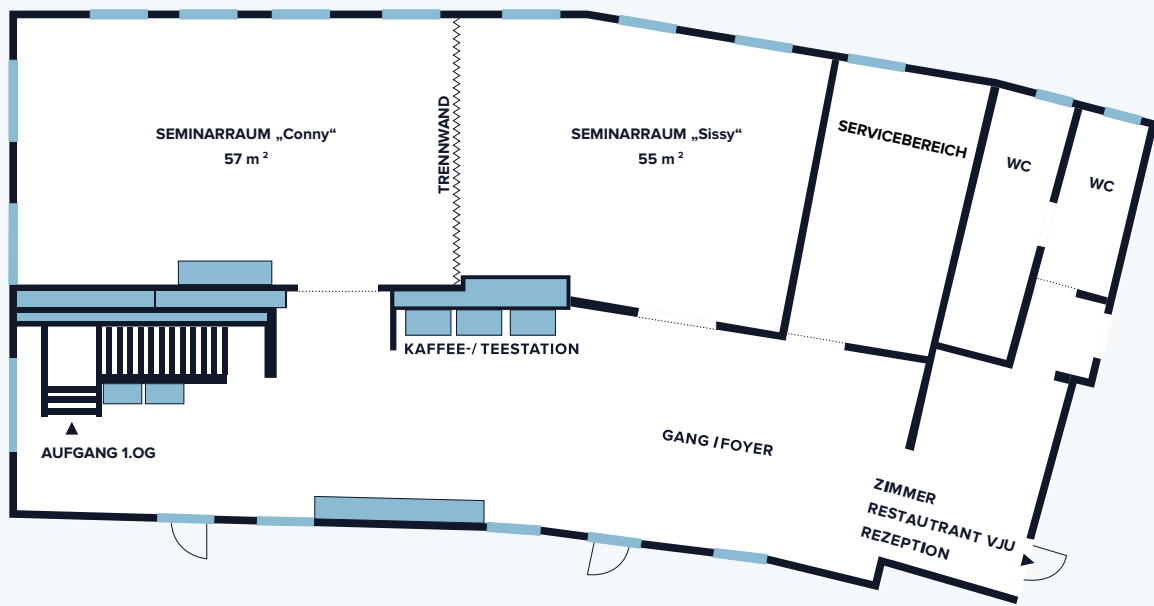 SEMINARRAUM „Conny“
57 m ²
TRENNWAND
SEMINARRAUM „Sissy“
55 m ²
SERVICEBEREICH
WC
WC
KAFFEE-/ TEESTATION
AUFGANG 1.OG
GANG / FOYER
ZIMMER
RESTAUTRANT VJU
REZEPTION